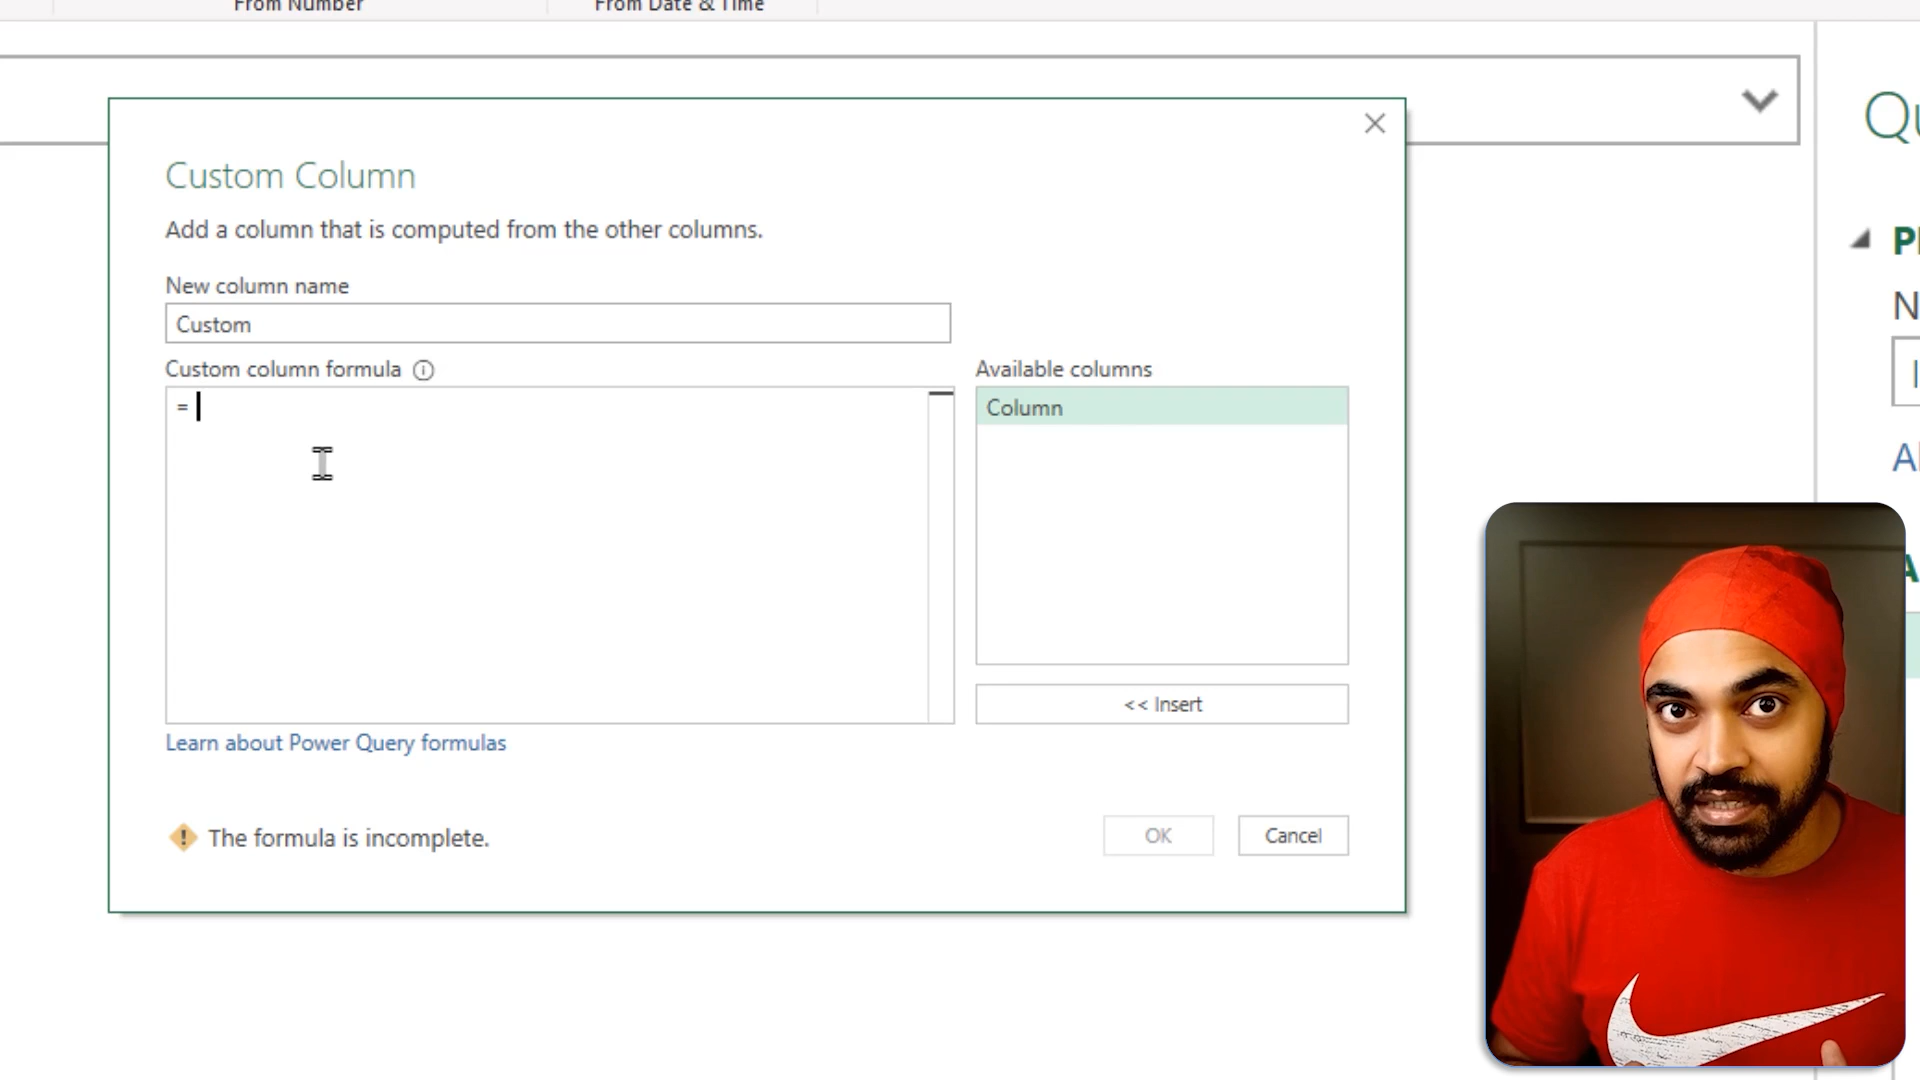 From Number
From Date & Time
Custom Column
Add a column that is computed from the other columns.
New column name
Custom
Custom column formula
=
Available columns
Column
<< Insert
Learn about Power Query formulas
The formula is incomplete.
OK
Cancel